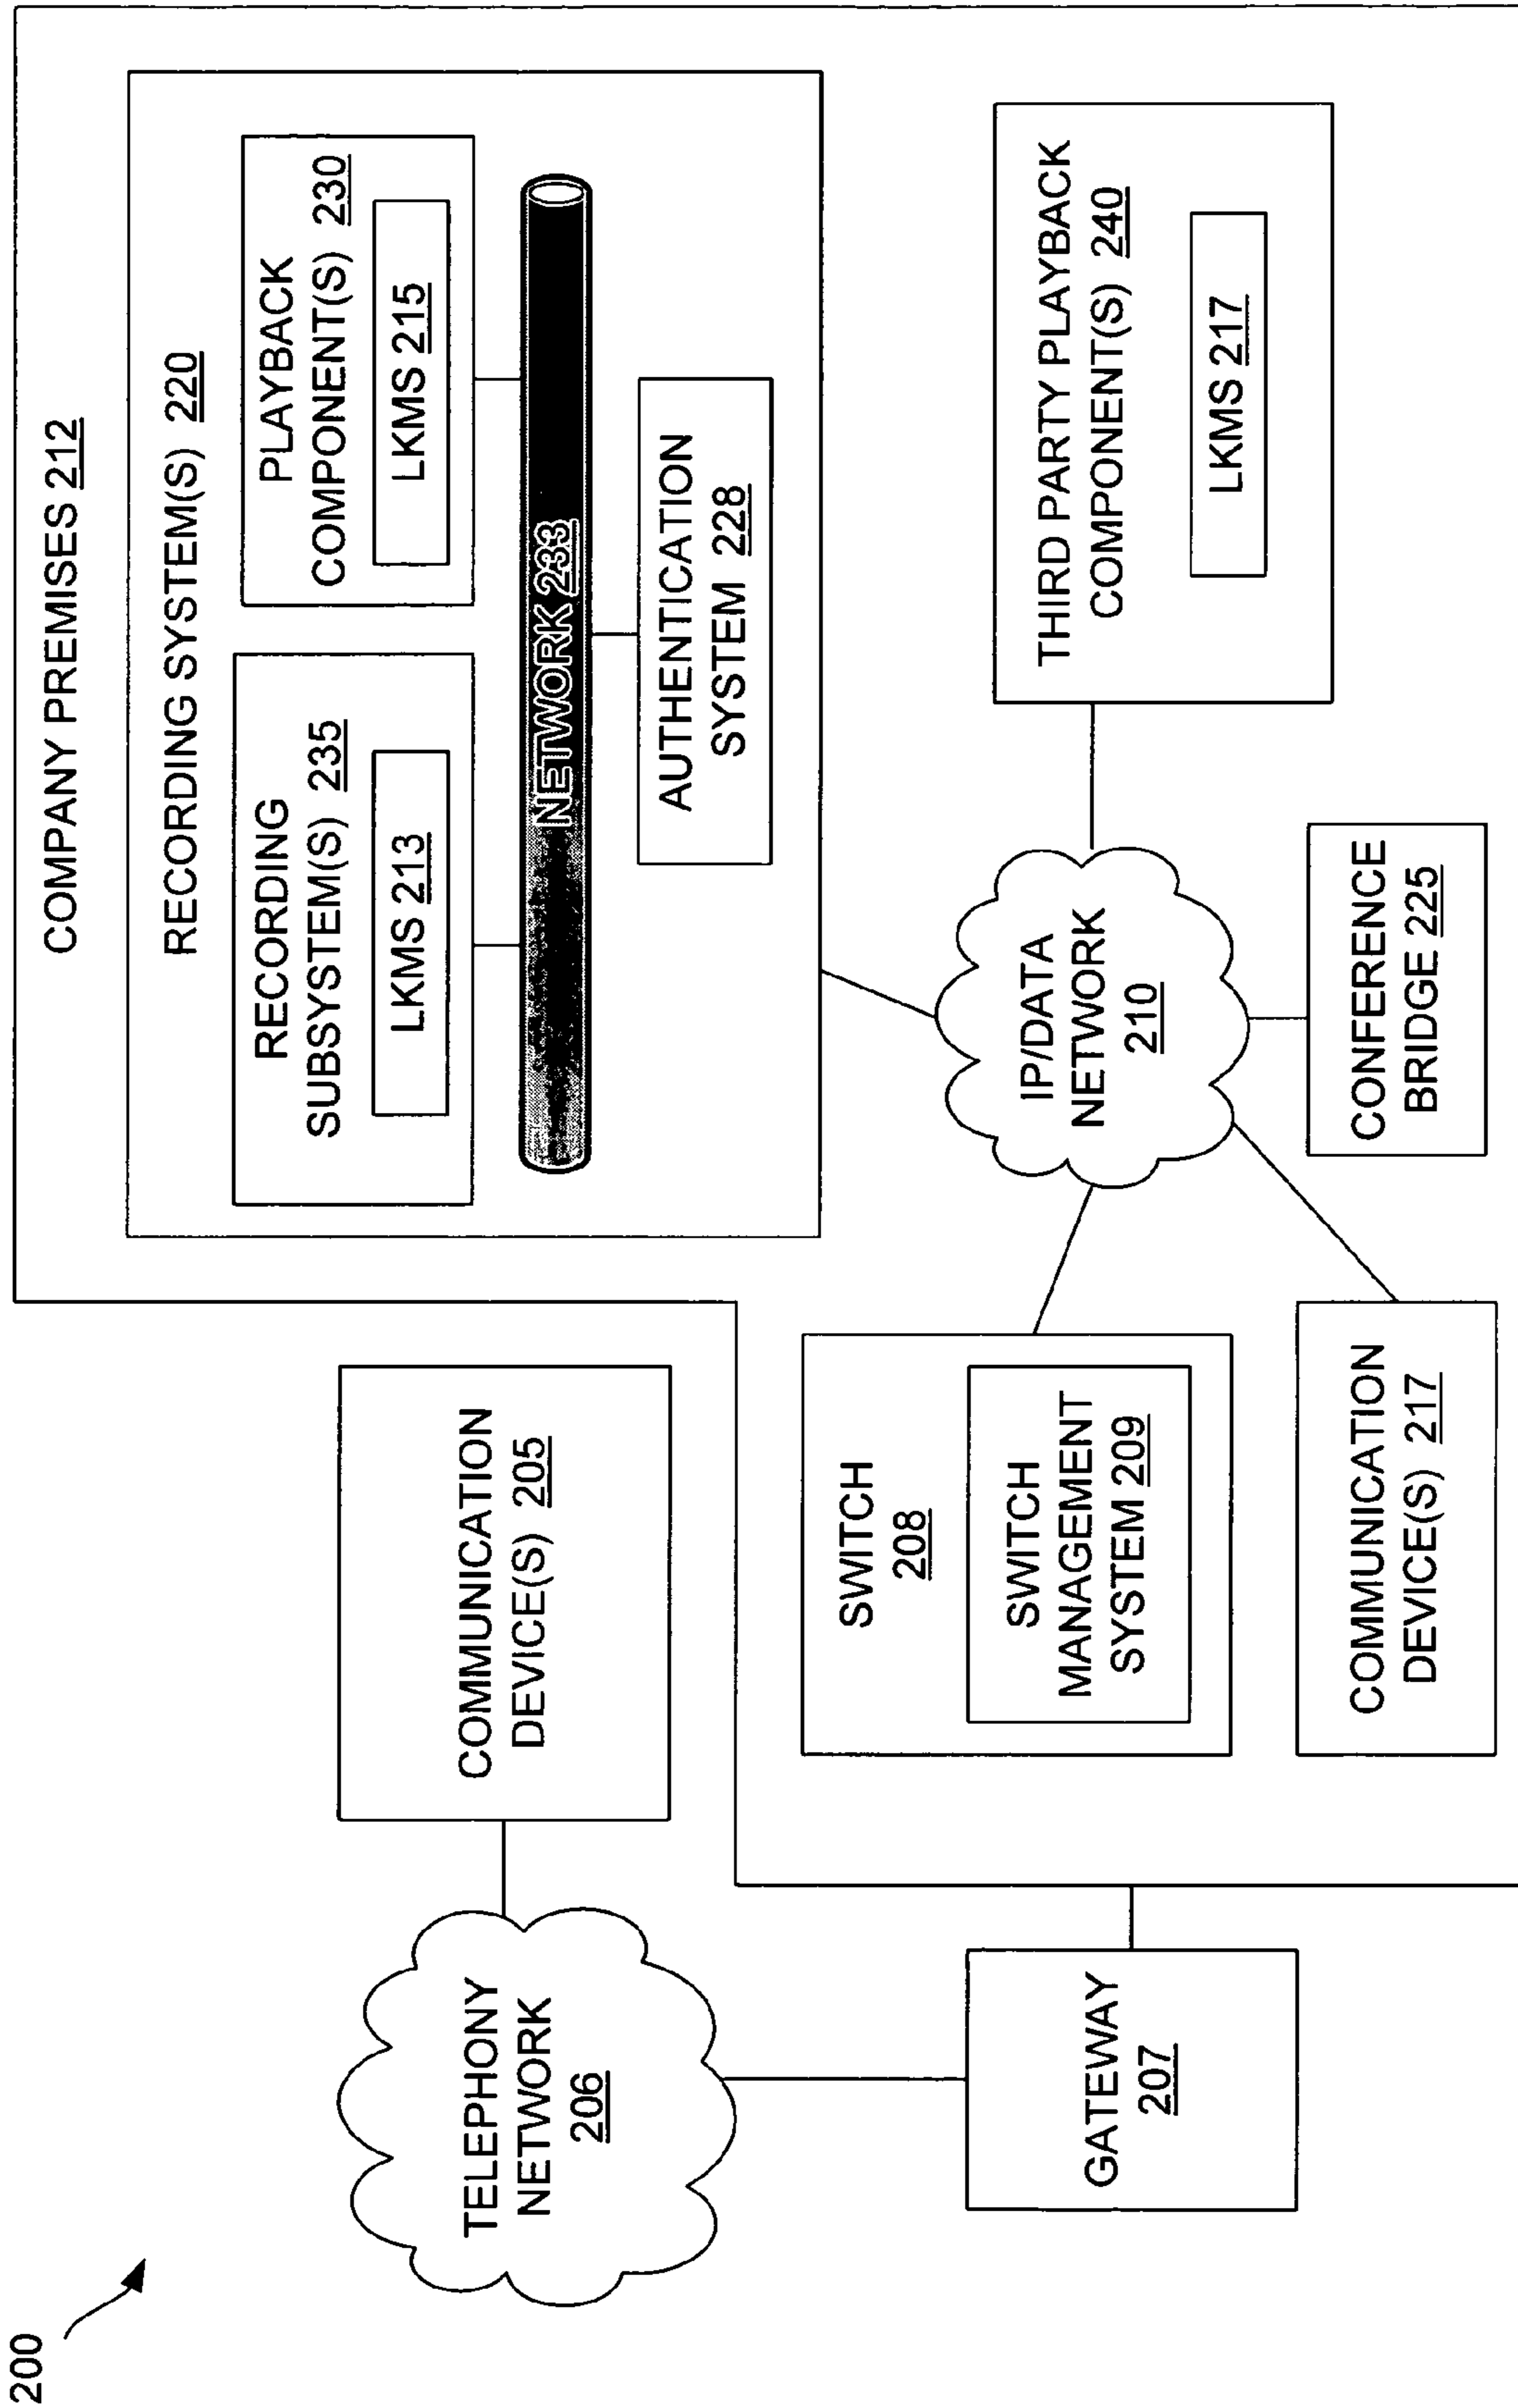 200
TELEPHONY
NETWORK
206
COMMUNICATION
DEVICE(S) 205
GATEWAY
207
COMPANY PREMISES 212
RECORDING SYSTEM(S) 220
RECORDING
SUBSYSTEM(S) 235
LKMS 213
PLAYBACK
COMPONENT(S) 230
LKMS 215
NETWORK 233
AUTHENTICATION
SYSTEM 228
SWITCH
208
SWITCH
MANAGEMENT
SYSTEM 209
IP/DATA
NETWORK
210
THIRD PARTY PLAYBACK
COMPONENT(S) 240
LKMS 217
COMMUNICATION
DEVICE(S) 217
CONFERENCE
BRIDGE 225